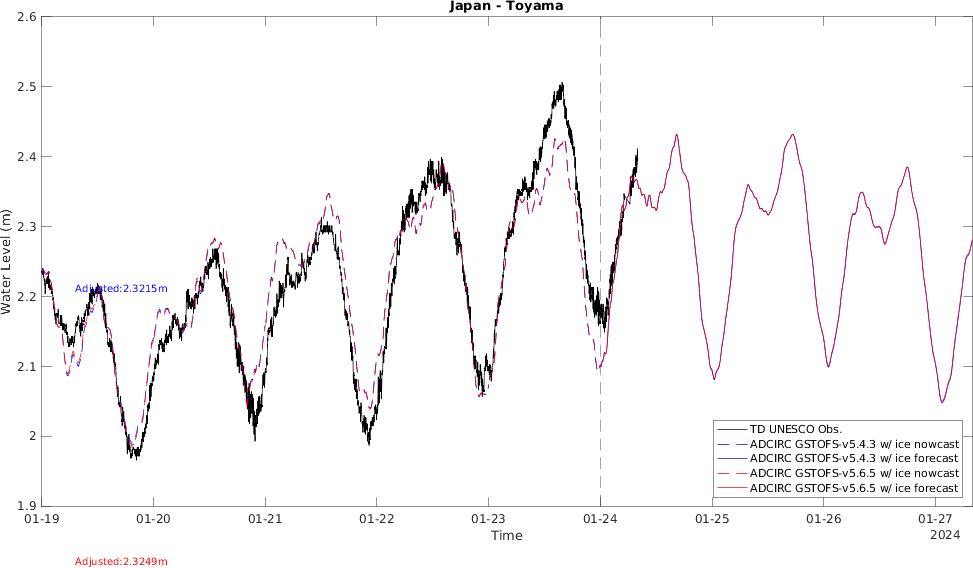 Japan - Toyama
2.6
2.5
2.4
2.3
2.2
2.1
2
1.9
Water Level (m)
Adjusted:2.3215m
TD UNESCO Obs.
ADCIRC GSTOFS-v5.4.3 w/ ice nowcast
ADCIRC GSTOFS-v5.4.3 w/ ice forecast
ADCIRC GSTOFS-v5.6.5 w/ ice nowcast
ADCIRC GSTOFS-v5.6.5 w/ ice forecast
01-19 01-20 01-21 01-22 01-23 01-24 01-25 01-26 01-27
Time
2024
Adjusted:2.3249m